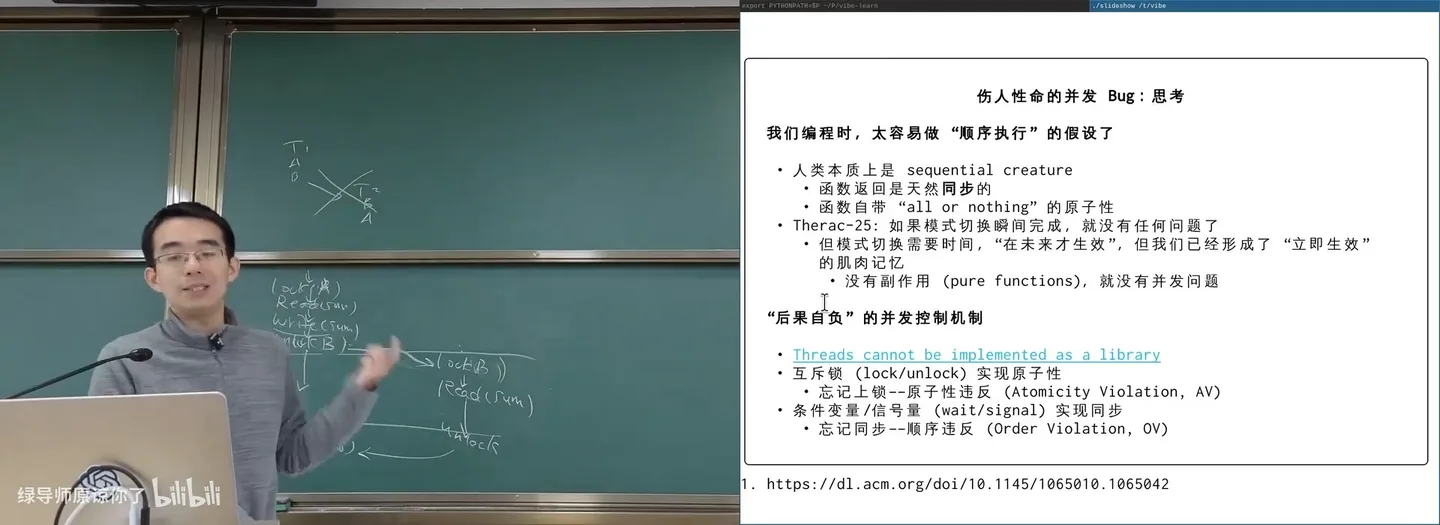 T1
A
B
T2
B
A
lock(A)
Read(sum)
Write(sum)
lock(B)
Read(sum)
unlock
绿导师原谅你了 bilibili
export PYTHONPATH=$P ~/P/vibe-learn
./slideshow /t/vibe
伤人性命的并发 Bug：思考
我们编程时，太容易做 “顺序执行” 的假设了
• 人类本质上是 sequential creature
• 函数返回是天然同步的
• 函数自带 “all or nothing” 的原子性
• Therac-25: 如果模式切换瞬间完成，就没有任何问题了
• 但模式切换需要时间，“在未来才生效”，但我们已经形成了 “立即生效”
的肌肉记忆
• 没有副作用 (pure functions)，就没有并发问题
“后果自负” 的并发控制机制
• Threads cannot be implemented as a library
• 互斥锁 (lock/unlock) 实现原子性
• 忘记上锁--原子性违反 (Atomicity Violation, AV)
• 条件变量/信号量 (wait/signal) 实现同步
• 忘记同步--顺序违反 (Order Violation, OV)
1. https://dl.acm.org/doi/10.1145/1065010.1065042